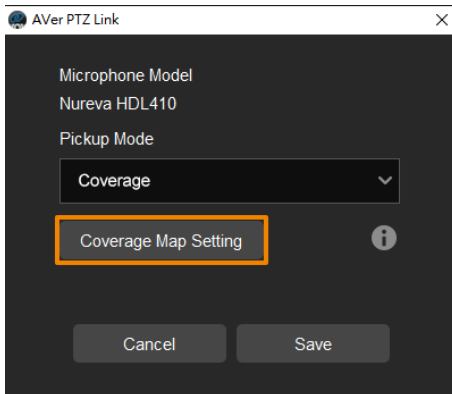 AVer PTZ Link
Microphone Model
Nureva HDL410
Pickup Mode
Coverage
Coverage Map Setting
Cancel
Save